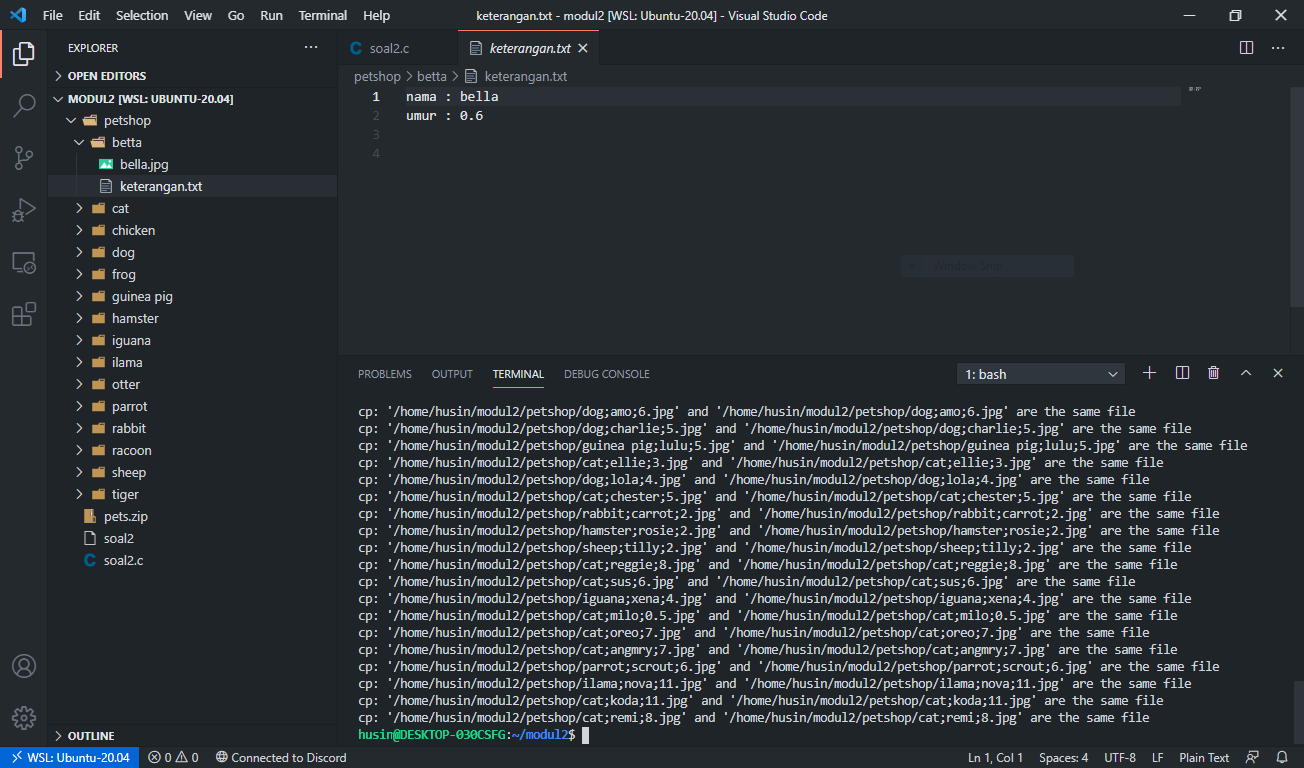 File Edit Selection View Go Run Terminal Help keterangan.txt - modul2 [WSL: Ubuntu-20.04] - Visual Studio Code
EXPLORER
OPEN EDITORS
MODUL2 [WSL: UBUNTU-20.04]
petshop
betta
bella.jpg
keterangan.txt
cat
chicken
dog
frog
guinea pig
hamster
iguana
ilama
otter
parrot
rabbit
racoon
sheep
tiger
pets.zip
soal2
C soal2.c
OUTLINE
C soal2.c keterangan.txt
petshop > betta > keterangan.txt
1 nama : bella
2 umur : 0.6
3
4
Window Snip
PROBLEMS OUTPUT TERMINAL DEBUG CONSOLE 1: bash
cp: '/home/husin/modul2/petshop/dog;amo;6.jpg' and '/home/husin/modul2/petshop/dog;amo;6.jpg' are the same file
cp: '/home/husin/modul2/petshop/dog;charlie;5.jpg' and '/home/husin/modul2/petshop/dog;charlie;5.jpg' are the same file
cp: '/home/husin/modul2/petshop/guinea pig;lulu;5.jpg' and '/home/husin/modul2/petshop/guinea pig;lulu;5.jpg' are the same file
cp: '/home/husin/modul2/petshop/cat;ellie;3.jpg' and '/home/husin/modul2/petshop/cat;ellie;3.jpg' are the same file
cp: '/home/husin/modul2/petshop/dog;lola;4.jpg' and '/home/husin/modul2/petshop/dog;lola;4.jpg' are the same file
cp: '/home/husin/modul2/petshop/cat;chester;5.jpg' and '/home/husin/modul2/petshop/cat;chester;5.jpg' are the same file
cp: '/home/husin/modul2/petshop/rabbit;carrot;2.jpg' and '/home/husin/modul2/petshop/rabbit;carrot;2.jpg' are the same file
cp: '/home/husin/modul2/petshop/hamster;rosie;2.jpg' and '/home/husin/modul2/petshop/hamster;rosie;2.jpg' are the same file
cp: '/home/husin/modul2/petshop/sheep;tilly;2.jpg' and '/home/husin/modul2/petshop/sheep;tilly;2.jpg' are the same file
cp: '/home/husin/modul2/petshop/cat;reggie;8.jpg' and '/home/husin/modul2/petshop/cat;reggie;8.jpg' are the same file
cp: '/home/husin/modul2/petshop/cat;sus;6.jpg' and '/home/husin/modul2/petshop/cat;sus;6.jpg' are the same file
cp: '/home/husin/modul2/petshop/iguana;xena;4.jpg' and '/home/husin/modul2/petshop/iguana;xena;4.jpg' are the same file
cp: '/home/husin/modul2/petshop/cat;milo;0.5.jpg' and '/home/husin/modul2/petshop/cat;milo;0.5.jpg' are the same file
cp: '/home/husin/modul2/petshop/cat;oreo;7.jpg' and '/home/husin/modul2/petshop/cat;oreo;7.jpg' are the same file
cp: '/home/husin/modul2/petshop/cat;angmry;7.jpg' and '/home/husin/modul2/petshop/cat;angmry;7.jpg' are the same file
cp: '/home/husin/modul2/petshop/parrot;scrout;6.jpg' and '/home/husin/modul2/petshop/parrot;scrout;6.jpg' are the same file
cp: '/home/husin/modul2/petshop/ilama;nova;11.jpg' and '/home/husin/modul2/petshop/ilama;nova;11.jpg' are the same file
cp: '/home/husin/modul2/petshop/cat;koda;11.jpg' and '/home/husin/modul2/petshop/cat;koda;11.jpg' are the same file
cp: '/home/husin/modul2/petshop/cat;remi;8.jpg' and '/home/husin/modul2/petshop/cat;remi;8.jpg' are the same file
husin@DESKTOP-030CSFG:~/modul2$
WSL: Ubuntu-20.04 0 0 Connected to Discord Ln 1, Col 1 Spaces: 4 UTF-8 LF Plain Text